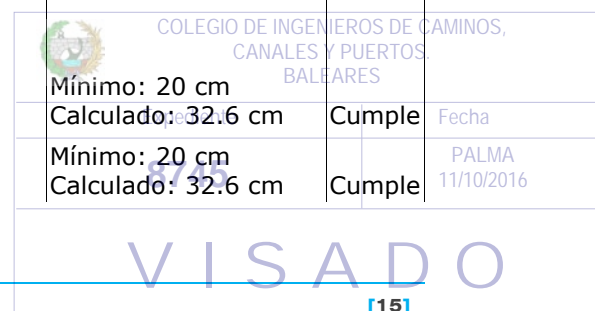 COLEGIO DE INGENIEROS DE CAMINOS,
CANALES Y PUERTOS.
BALEARES
Mínimo: 20 cm
Calculado: 32.6 cm Cumple
Expediente Fecha
Mínimo: 20 cm
Calculado: 32.6 cm Cumple
8745 PALMA
11/10/2016
VISADO
[15]